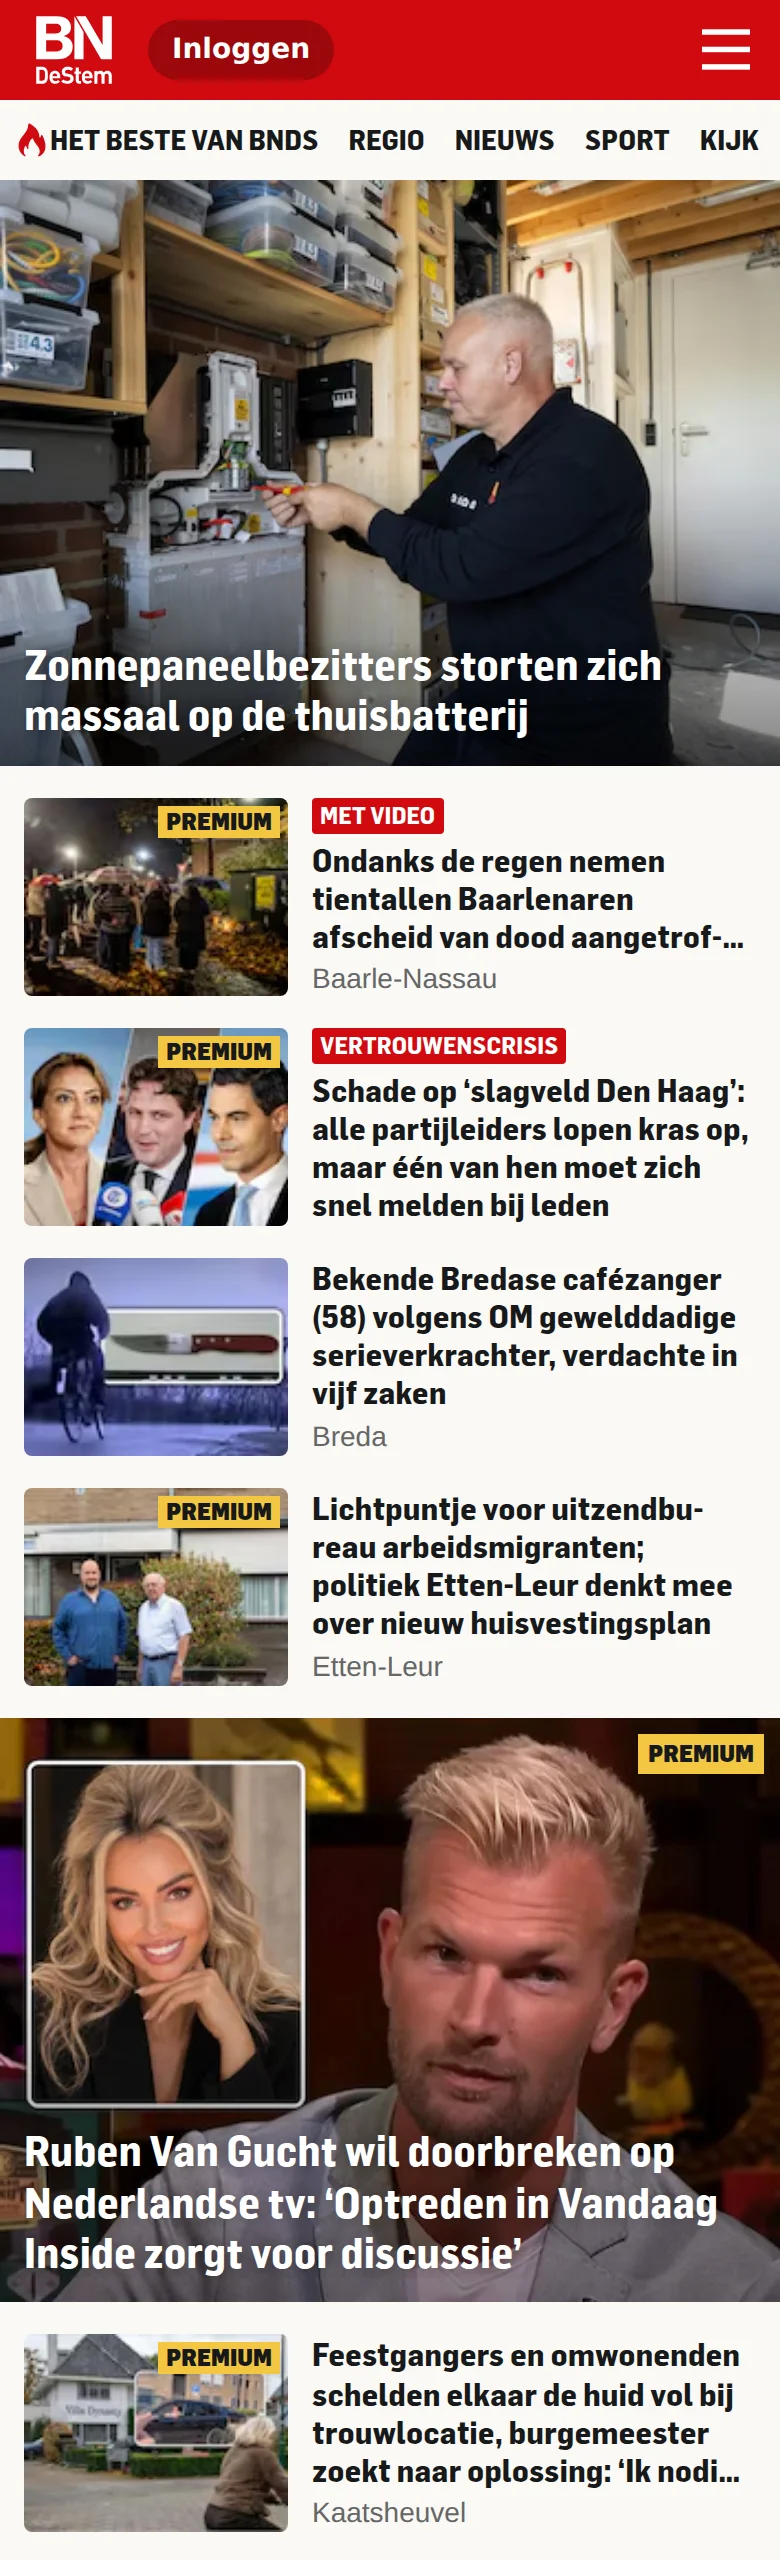 BN
DeStem
Inloggen
HET BESTE VAN BNDS REGIO NIEUWS SPORT KIJK
4.3
Zonnepaneelbezitters storten zich
massaal op de thuisbatterij
PREMIUM
MET VIDEO
Ondanks de regen nemen
tientallen Baarlenaren
afscheid van dood aangetrof-...
Baarle-Nassau
PREMIUM
VERTROUWENSCRISIS
Schade op ‘slagveld Den Haag’:
alle partijleiders lopen kras op,
maar één van hen moet zich
snel melden bij leden
Bekende Bredase cafézanger
(58) volgens OM gewelddadige
serieverkrachter, verdachte in
vijf zaken
Breda
PREMIUM
Lichtpuntje voor uitzendbu-
reau arbeidsmigranten;
politiek Etten-Leur denkt mee
over nieuw huisvestingsplan
Etten-Leur
PREMIUM
Ruben Van Gucht wil doorbreken op
Nederlandse tv: ‘Optreden in Vandaag
Inside zorgt voor discussie’
PREMIUM
Feestgangers en omwonenden
schelden elkaar de huid vol bij
trouwlocatie, burgemeester
zoekt naar oplossing: ‘Ik nodi...
Kaatsheuvel